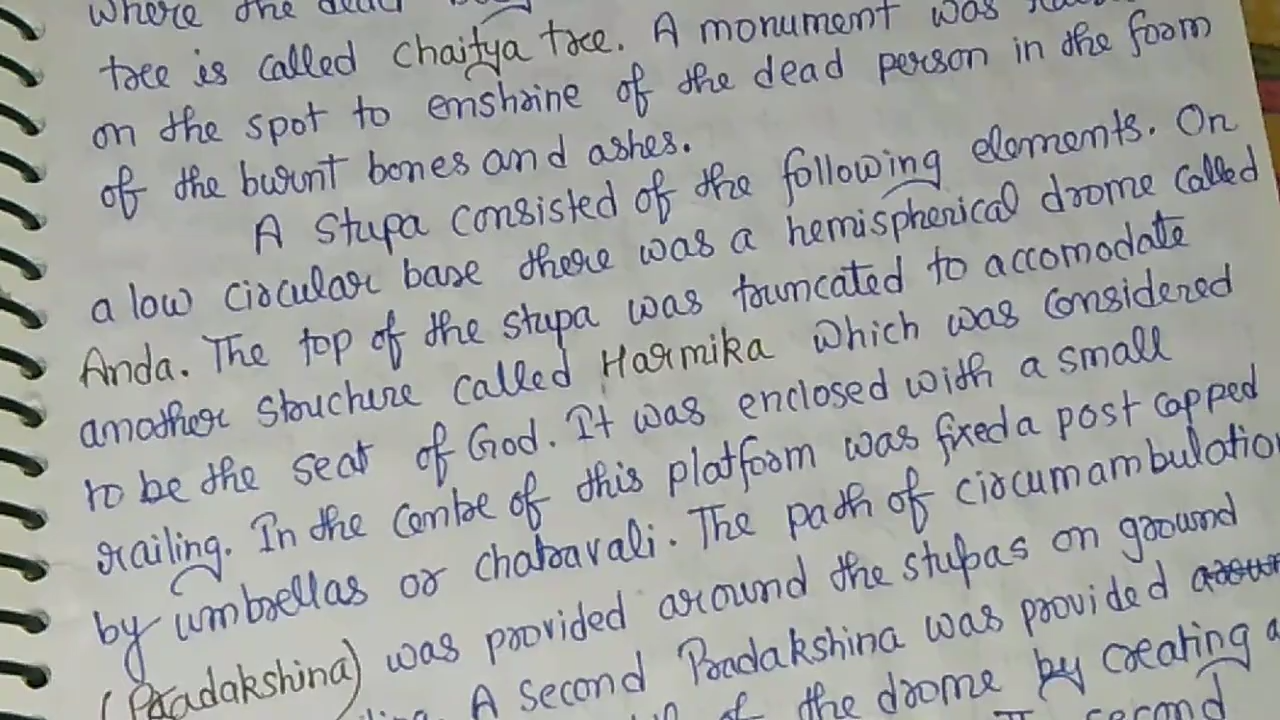 where the dead
tree is called Chaitya tree. A monument was
on the spot to enshrine of the dead person in the form
of the burnt bones and ashes.
A stupa consisted of the following elements. On
a low circular base there was a hemispherical drome called
Anda. The top of the stupa was truncated to accomodate
another structure called Harmika which was considered
to be the seat of God. It was enclosed with a small
railing. In the centre of this platform was fixed a post capped
by umbrellas or chatravali. The path of circumambulation
(Pradakshina) was provided around the stupas on ground
A second Pradakshina was provided
of the drome by creating a
second